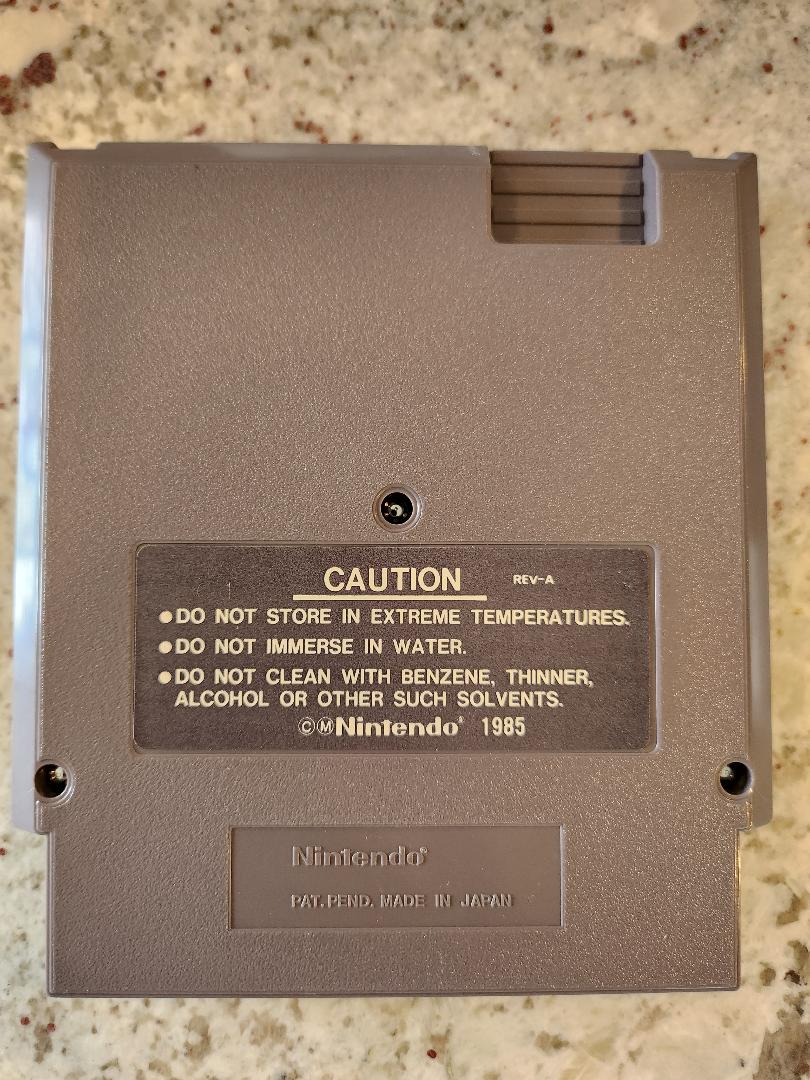 CAUTION REV-A
●DO NOT STORE IN EXTREME TEMPERATURES.
●DO NOT IMMERSE IN WATER.
●DO NOT CLEAN WITH BENZENE, THINNER,
ALCOHOL OR OTHER SUCH SOLVENTS.
©ⓂNintendo® 1985
Nintendo®
PAT. PEND. MADE IN JAPAN